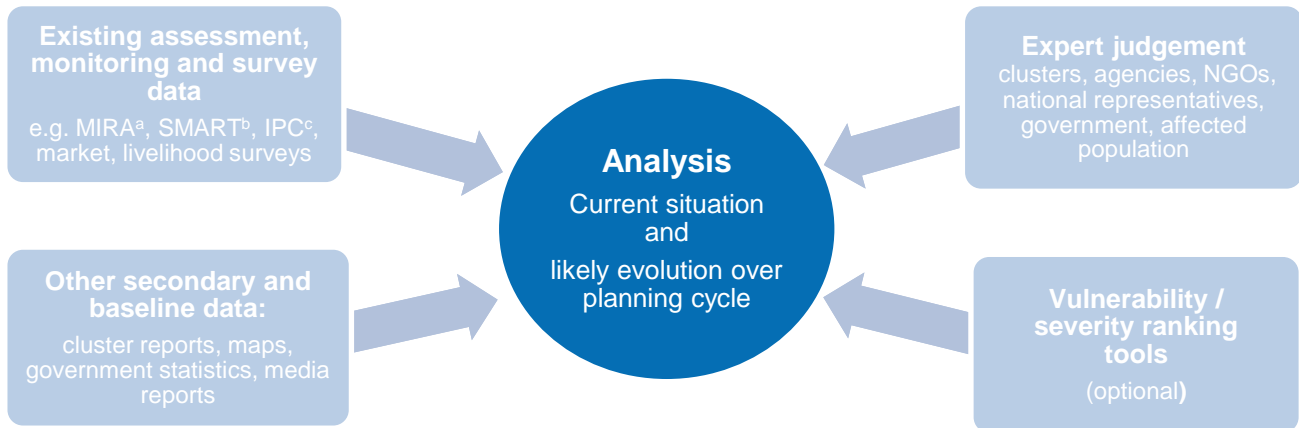 Existing assessment,
monitoring and survey
data
e.g. MIRAᵃ, SMARTᵇ, IPCᶜ,
market, livelihood surveys
Expert judgement
clusters, agencies, NGOs,
national representatives,
government, affected
population
Analysis
Current situation
and
likely evolution over
planning cycle
Other secondary and
baseline data:
cluster reports, maps,
government statistics, media
reports
Vulnerability /
severity ranking
tools
(optional)